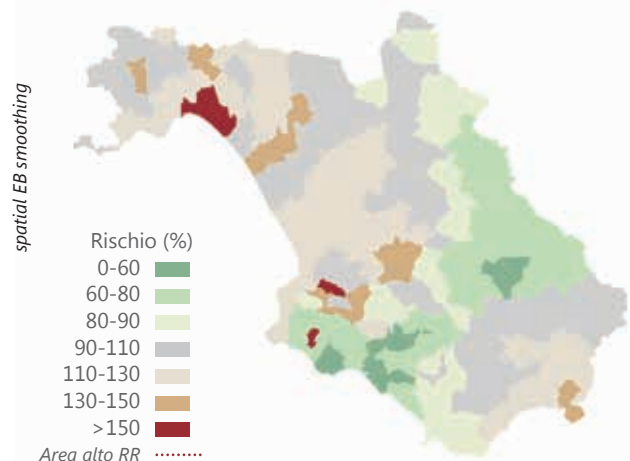 spatial EB smoothing
Rischio (%)
0-60
60-80
80-90
90-110
110-130
130-150
>150
Area alto RR